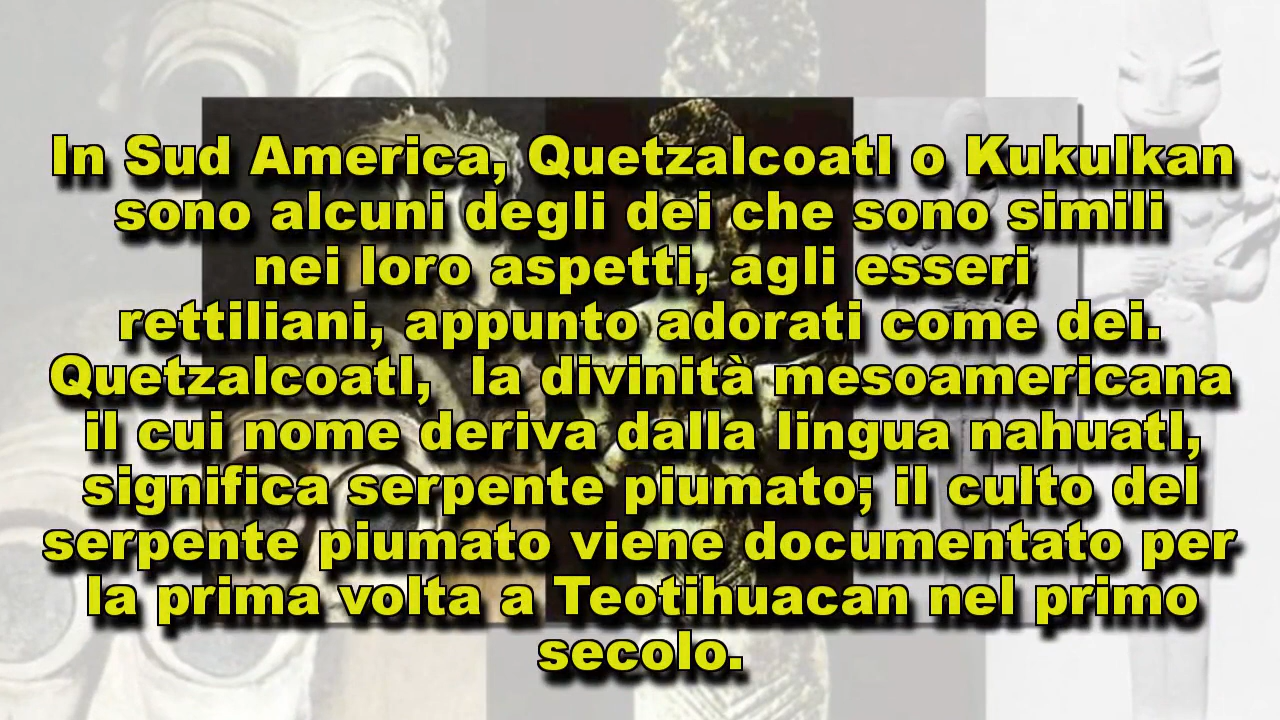 In Sud America, Quetzalcoatl o Kukulkan
sono alcuni degli dei che sono simili
nei loro aspetti, agli esseri
rettiliani, appunto adorati come dei.
Quetzalcoatl,  la divinità mesoamericana
il cui nome deriva dalla lingua nahuatl,
significa serpente piumato; il culto del
serpente piumato viene documentato per
la prima volta a Teotihuacan nel primo
secolo.